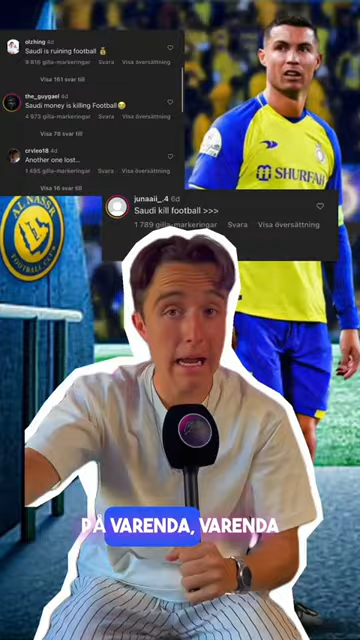 olzhing 4d
Saudi is ruining football 💰
9 816 gilla-markeringar Svara Visa översättning
Visa 161 svar till
the_guygael 4d
Saudi money is killing Football😢
4 973 gilla-markeringar Svara Visa översättning
Visa 78 svar till
crvleo18 4d
Another one lost...
1 495 gilla-markeringar Svara Visa översättning
Visa 16 svar till
junaaii_.4 6d
Saudi kill football >>>
1 789 gilla-markeringar Svara Visa översättning
SHURFAH
AL NASSR
FOOTBALL CLUB
PÅ VARENDA, VARENDA